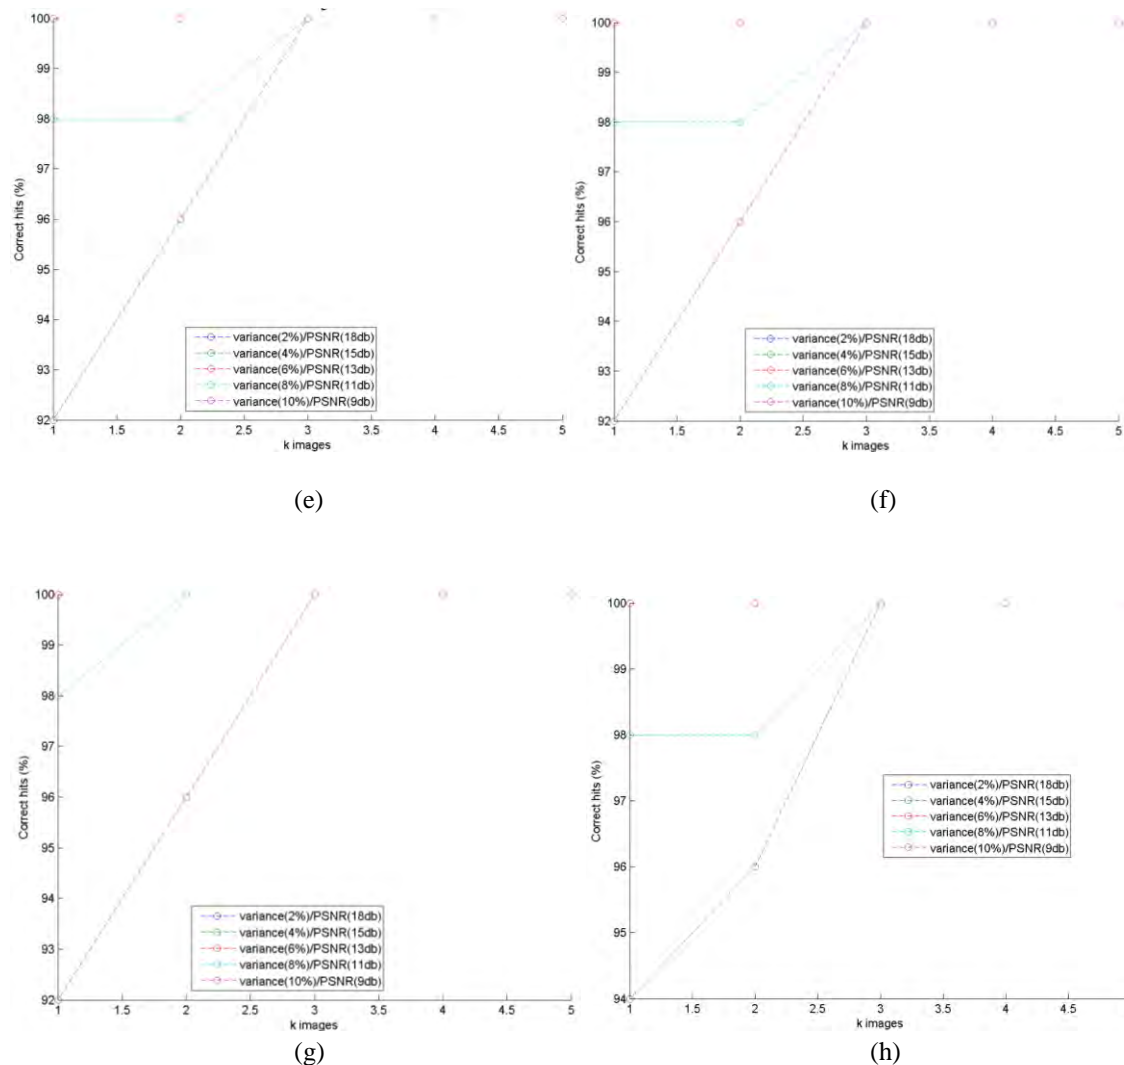 100
99
98
97
96
95
94
93
92
Correct hits (%)
variance(2%)/PSNR(18db)
variance(4%)/PSNR(15db)
variance(6%)/PSNR(13db)
variance(8%)/PSNR(11db)
variance(10%)/PSNR(9db)
1 1.5 2 2.5 3 3.5 4 4.5 5
k images
(e)
100
99
98
97
96
95
94
93
92
Correct hits (%)
variance(2%)/PSNR(18db)
variance(4%)/PSNR(15db)
variance(6%)/PSNR(13db)
variance(8%)/PSNR(11db)
variance(10%)/PSNR(9db)
1 1.5 2 2.5 3 3.5 4 4.5 5
k images
(f)
100
99
98
97
96
95
94
93
92
Correct hits (%)
variance(2%)/PSNR(18db)
variance(4%)/PSNR(15db)
variance(6%)/PSNR(13db)
variance(8%)/PSNR(11db)
variance(10%)/PSNR(9db)
1 1.5 2 2.5 3 3.5 4 4.5 5
k images
(g)
100
99
98
97
96
95
94
Correct hits (%)
variance(2%)/PSNR(18db)
variance(4%)/PSNR(15db)
variance(6%)/PSNR(13db)
variance(8%)/PSNR(11db)
variance(10%)/PSNR(9db)
1 1.5 2 2.5 3 3.5 4 4.5
k images
(h)